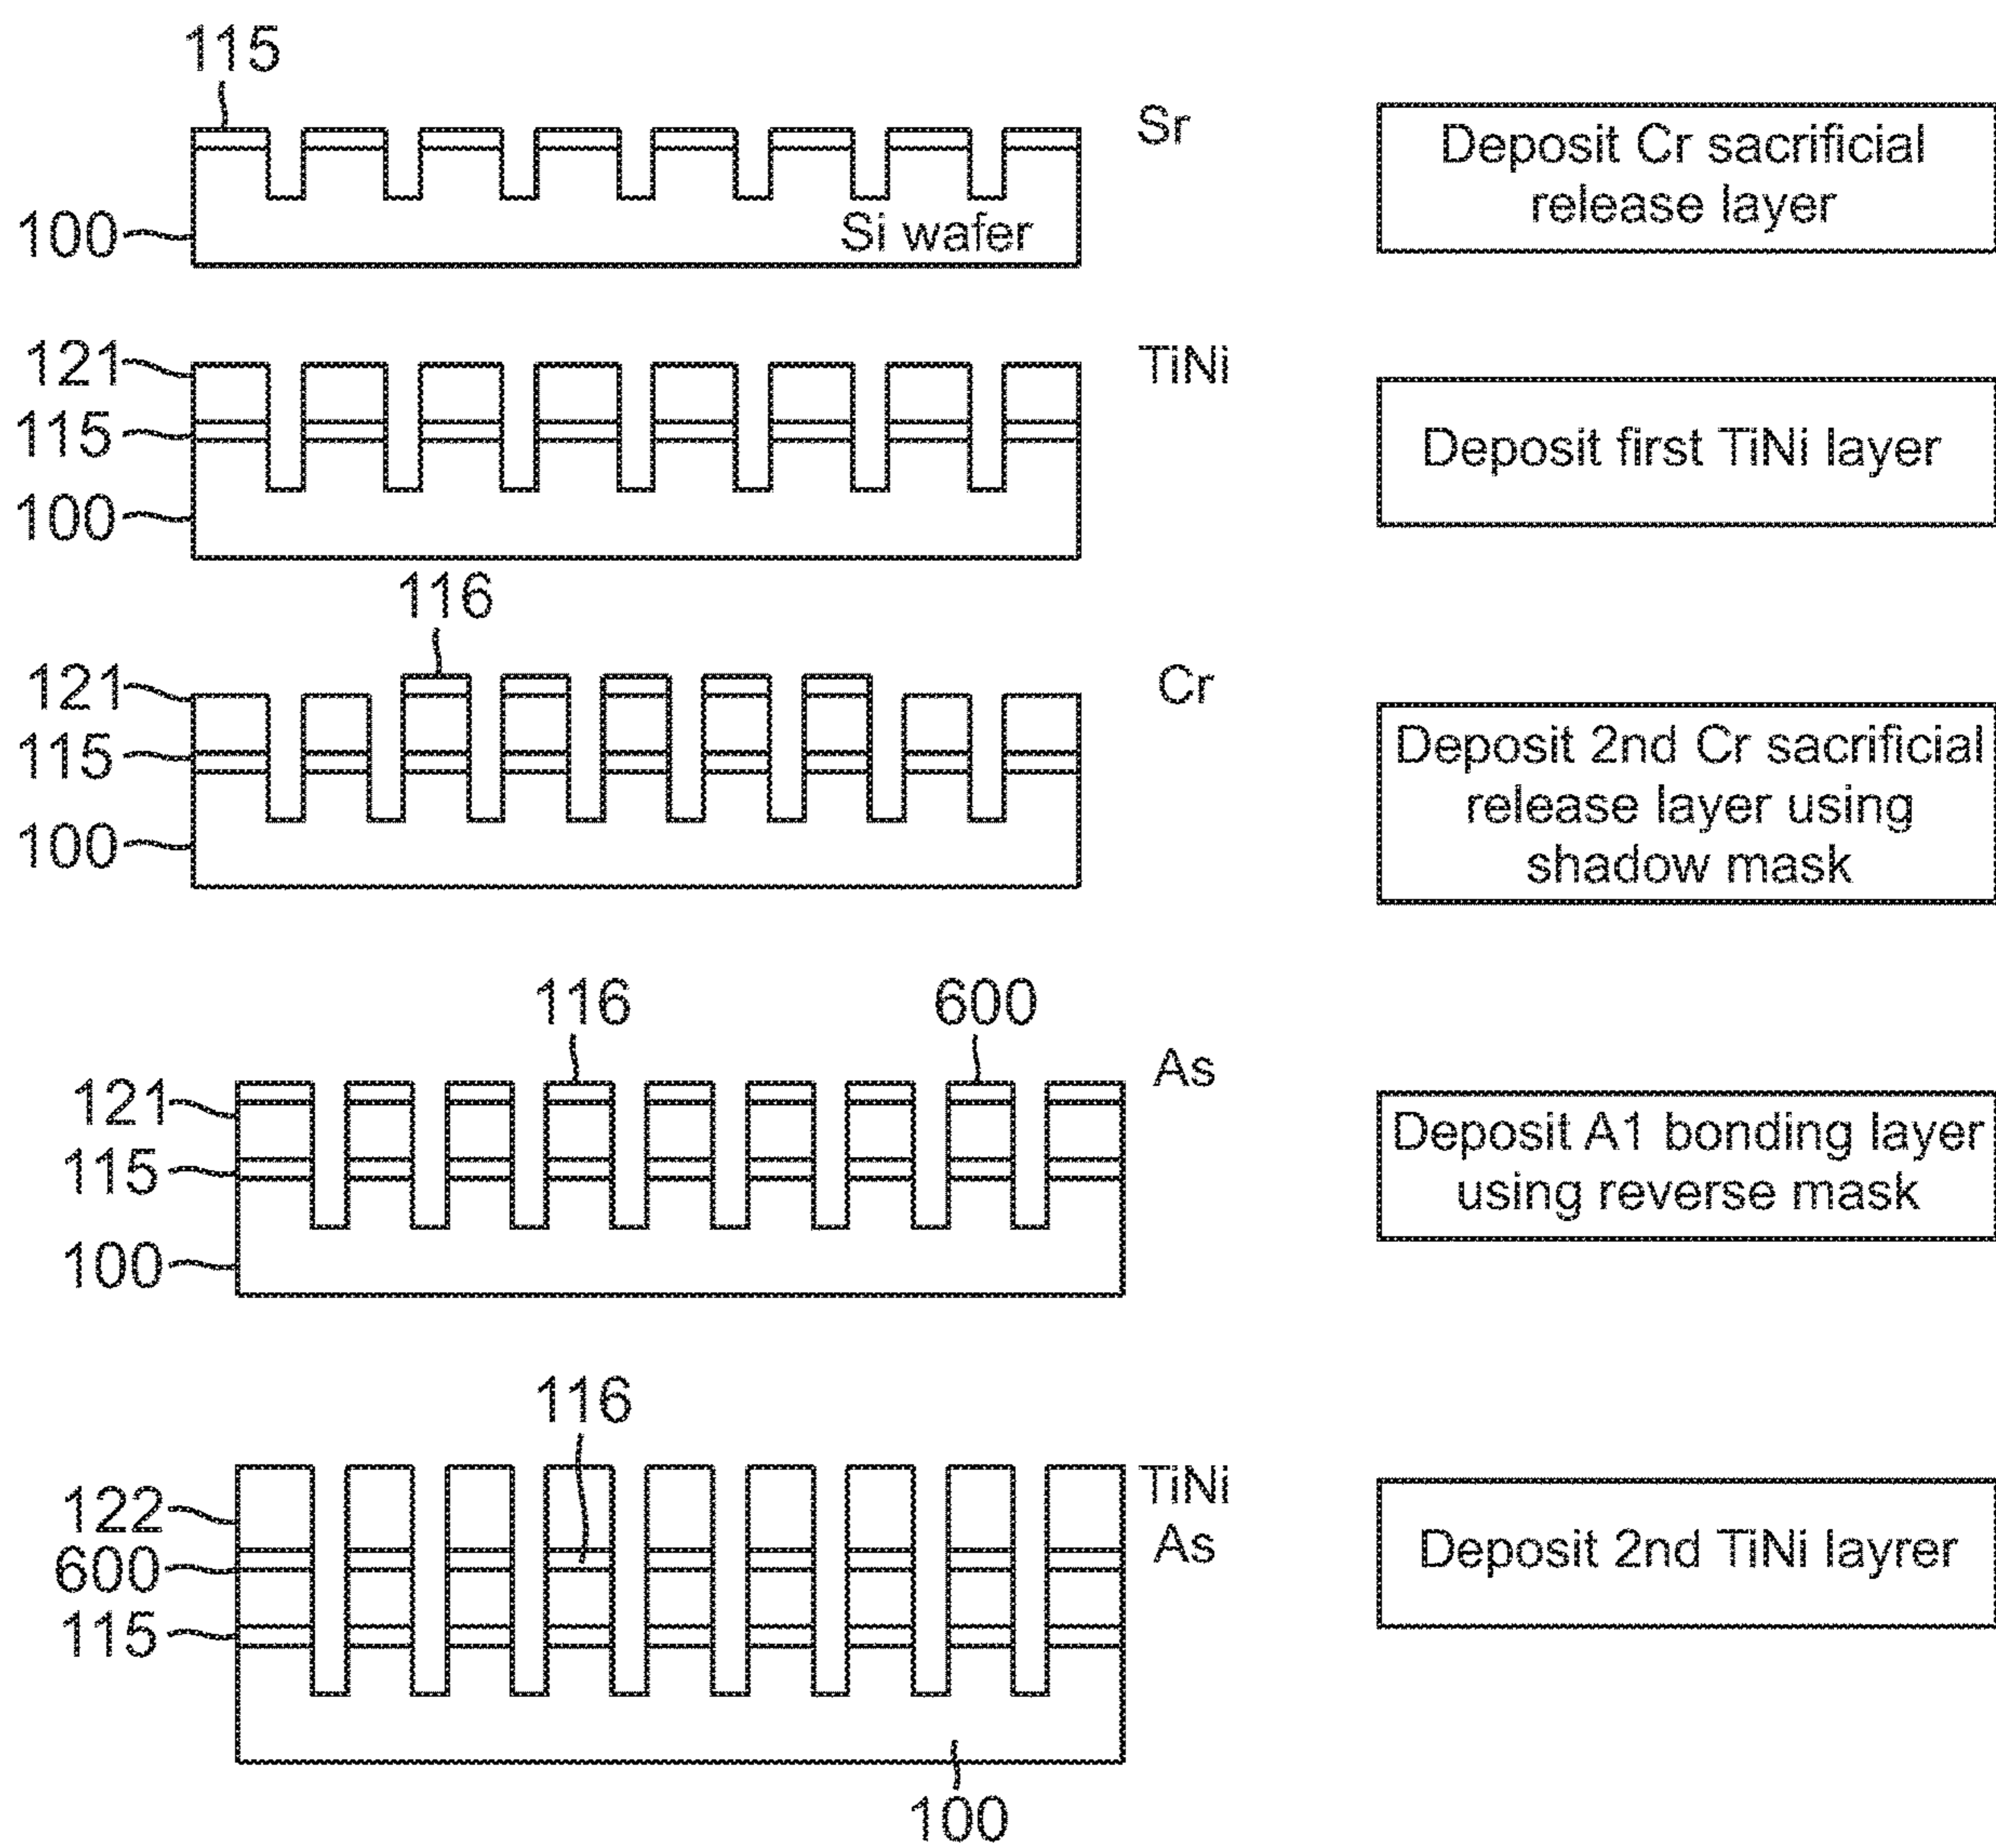 115
Sr
Deposit Cr sacrificial
release layer
100
Si wafer
121
TiNi
115
Deposit first TiNi layer
100
116
121
Cr
115
Deposit 2nd Cr sacrificial
release layer using
shadow mask
100
116
600
As
121
115
Deposit A1 bonding layer
using reverse mask
100
116
122
TiNi
600
As
Deposit 2nd TiNi layrer
115
100